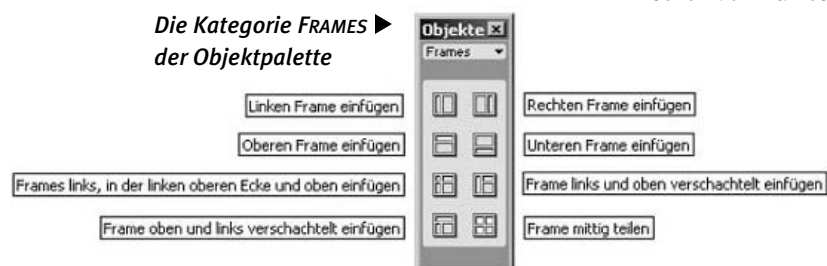 Die Kategorie FRAMES ▶
der Objektpalette
Objekte
Frames
Linken Frame einfügen
Rechten Frame einfügen
Oberen Frame einfügen
Unteren Frame einfügen
Frames links, in der linken oberen Ecke und oben einfügen
Frame links und oben verschachtelt einfügen
Frame oben und links verschachtelt einfügen
Frame mittig teilen